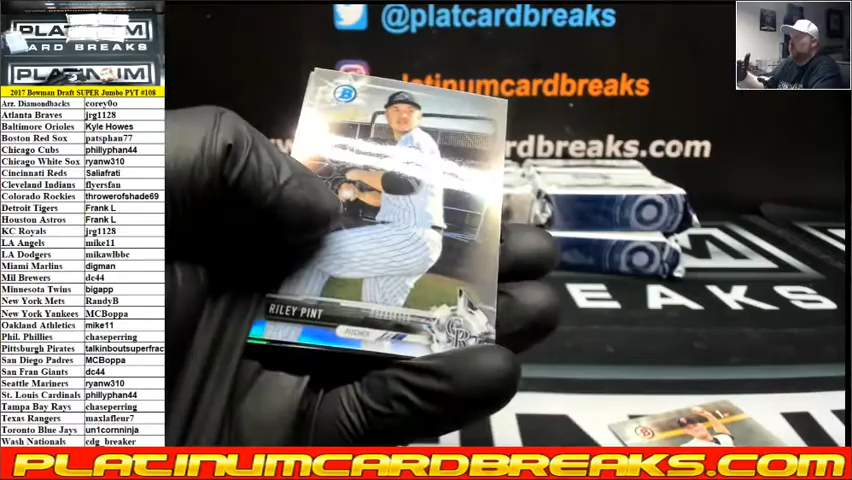 @platcardbreaks
platinumcardbreaks
rdbreaks.com
PLATINUM
CARD BREAKS
PLATINUM
2017 Bowman Draft SUPER Jumbo PYT #108
Arz. Diamondbacks corey0o
Atlanta Braves jrg1128
Baltimore Orioles Kyle Howes
Boston Red Sox patsphan77
Chicago Cubs phillyphan44
Chicago White Sox ryanw310
Cincinnati Reds Saliafrati
Cleveland Indians flyersfan
Colorado Rockies throwerofshade69
Detroit Tigers Frank L
Houston Astros Frank L
KC Royals jrg1128
LA Angels mike11
LA Dodgers mikawlbbc
Miami Marlins digman
Mil Brewers dc44
Minnesota Twins bigapp
New York Mets RandyB
New York Yankees MCBoppa
Oakland Athletics mike11
Phil. Phillies chaseperring
Pittsburgh Pirates talkinboutsuperfrac
San Diego Padres MCBoppa
San Fran Giants dc44
Seattle Mariners ryanw310
St. Louis Cardinals phillyphan44
Tampa Bay Rays chaseperring
Texas Rangers maxlafleur7
Toronto Blue Jays un1cornninja
Wash Nationals cdg_breaker
RILEY PINT
PITCHER
CR
BREAKS
PLATINUMCARDBREAKS.COM